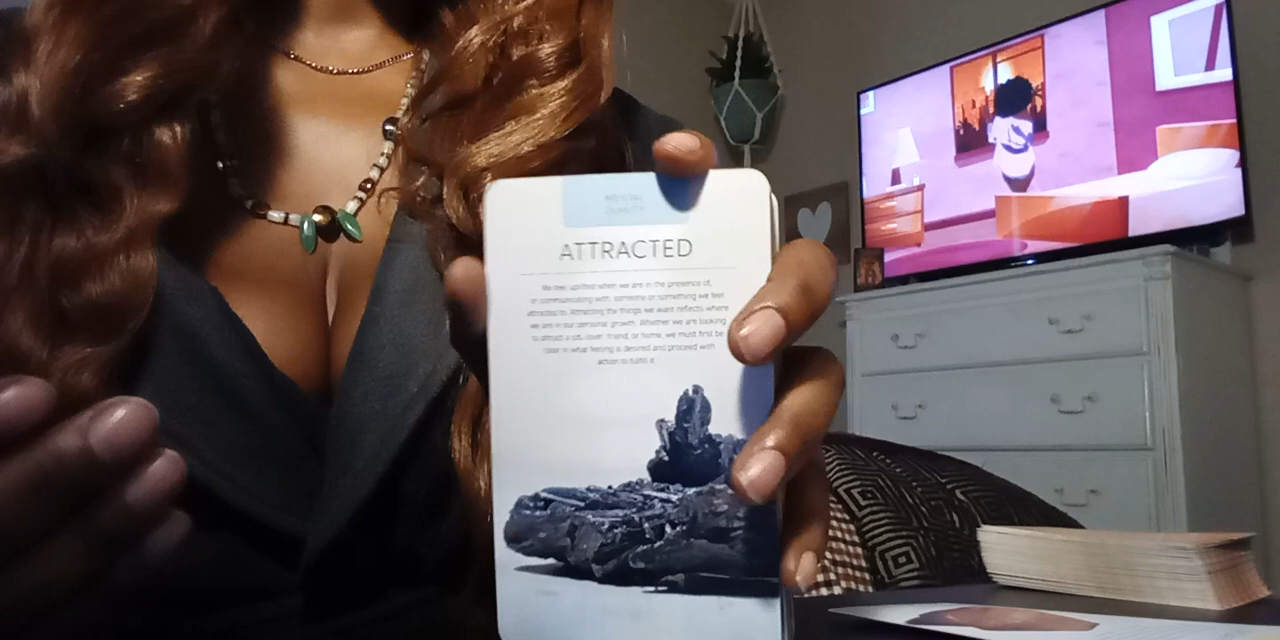 MENTAL
CLARITY
ATTRACTED
We feel uplifted when we are in the presence of,
or communicating with, someone or something we feel
attracted to. Attracting the things we want reflects where
we are in our personal growth. Whether we are looking
to attract a job, lover, friend, or home, we must first be
clear in what feeling is desired and proceed with
action to fulfill it.